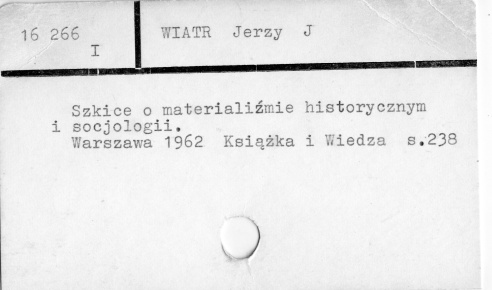 16 266
I
WIATR Jerzy J
Szkice o materialiźmie historycznym
i socjologii.
Warszawa 1962 Książka i Wiedza s.238